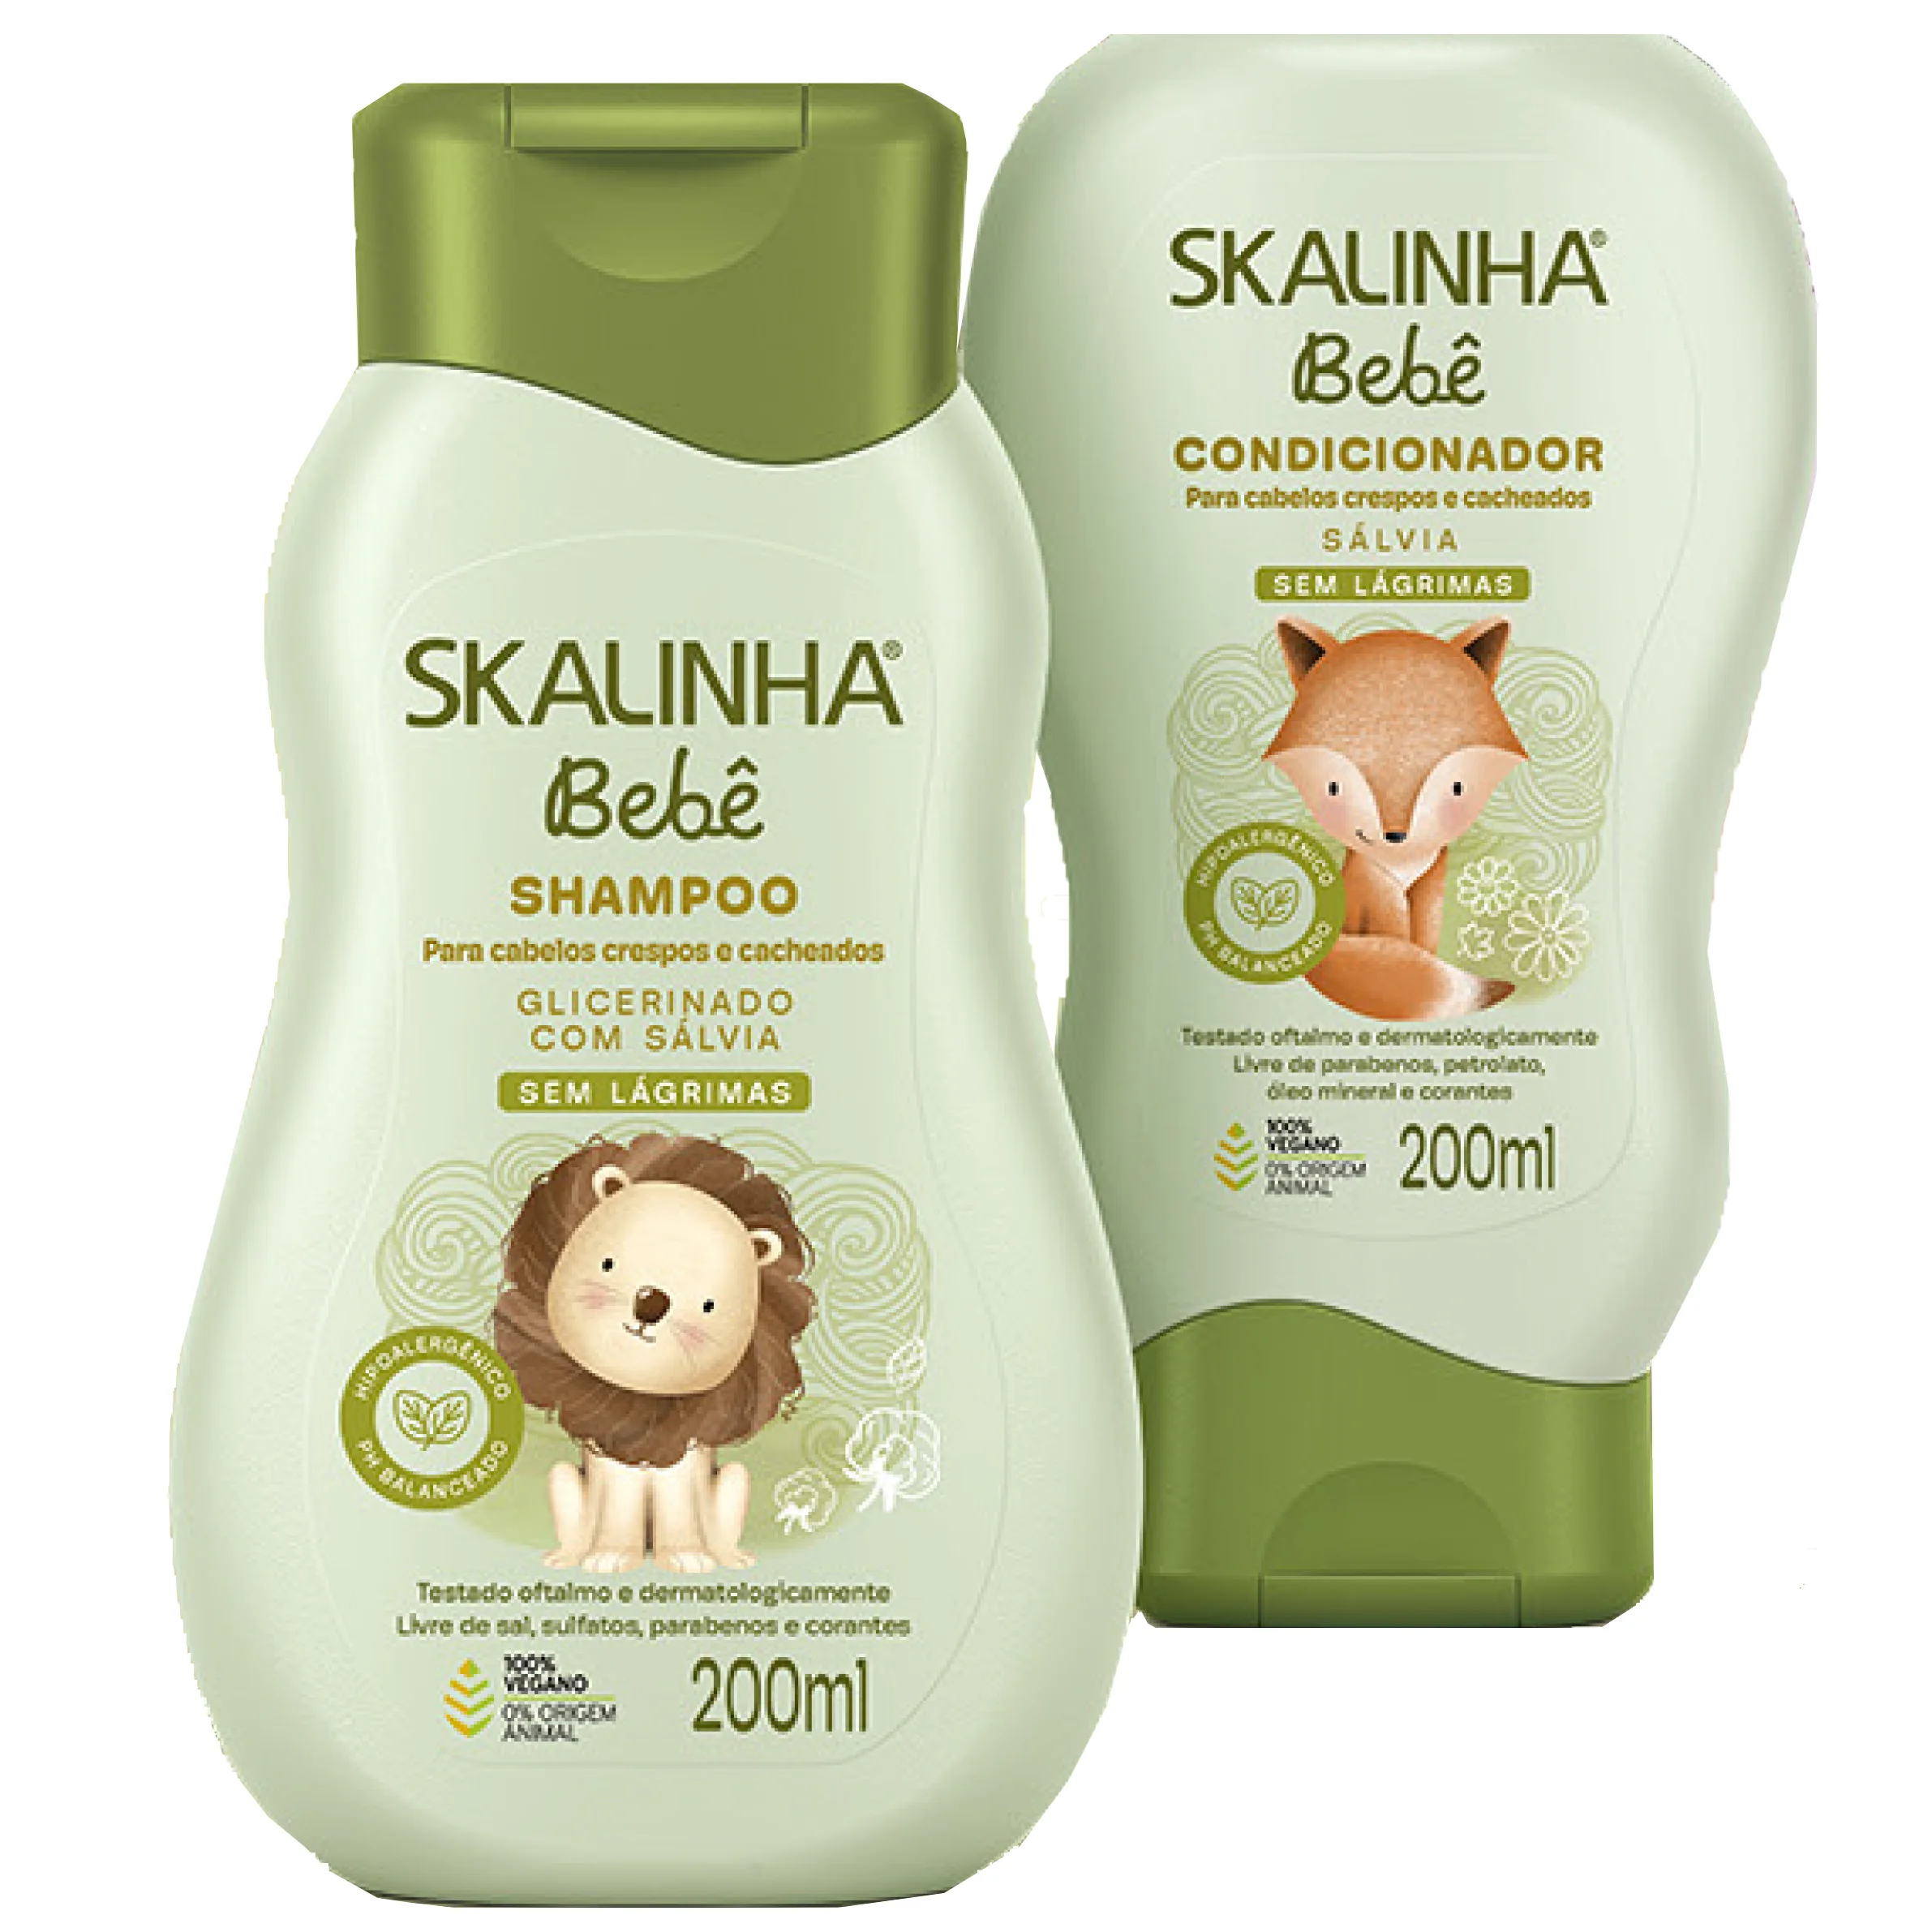 SKALINHA®
Bebê
SHAMPOO
Para cabelos crespos e cacheados
GLICERINADO
COM SÁLVIA
SEM LÁGRIMAS
HIPOALERGÊNICO
PH BALANCEADO
Testado oftalmo e dermatologicamente
Livre de sal, sulfatos, parabenos e corantes
100%
VEGANO
0% ORIGEM
ANIMAL
200ml
SKALINHA®
Bebê
CONDICIONADOR
Para cabelos crespos e cacheados
SÁLVIA
SEM LÁGRIMAS
HIPOALERGÊNICO
PH BALANCEADO
Testado oftalmo e dermatologicamente
Livre de parabenos, petrolato,
óleo mineral e corantes
100%
VEGANO
0% ORIGEM
ANIMAL
200ml